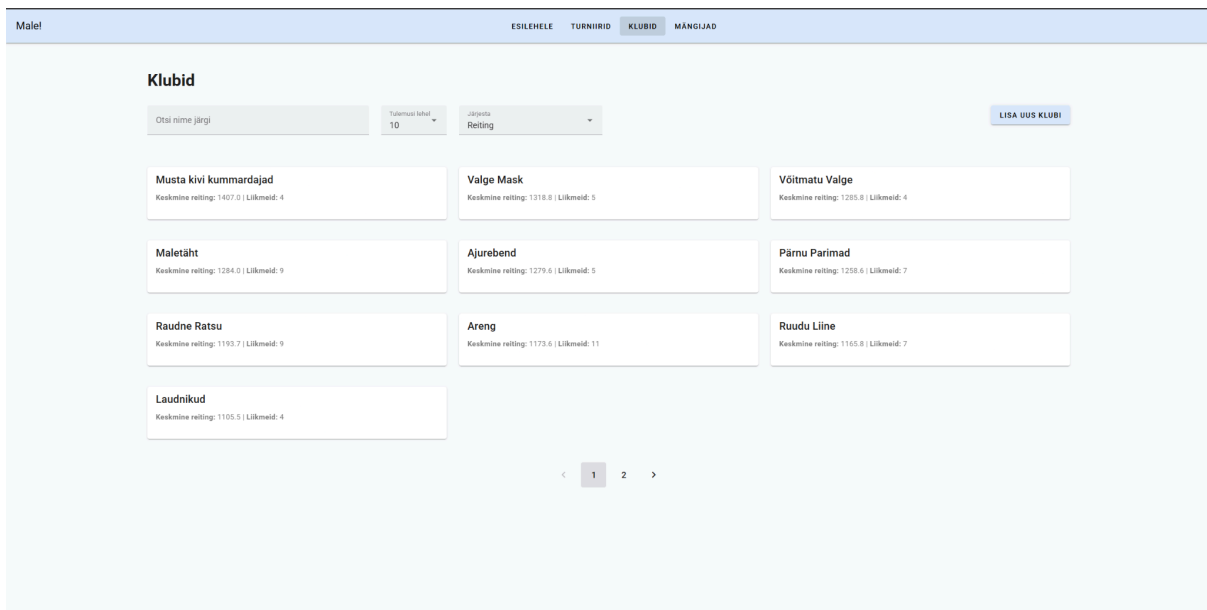 Male! ESILEHELE TURNIIRID KLUBID MÄNGIJAD
Klubid
Otsi nime järgi
Tulemusi lehel
10
Järjesta
Reiting
LISA UUS KLUBI
Musta kivi kummardajad
Keskmine reiting: 1407.0 | Liikmeid: 4
Valge Mask
Keskmine reiting: 1318.8 | Liikmeid: 5
Võitmatu Valge
Keskmine reiting: 1285.8 | Liikmeid: 4
Maletäht
Keskmine reiting: 1284.0 | Liikmeid: 9
Ajurebend
Keskmine reiting: 1279.6 | Liikmeid: 5
Pärnu Parimad
Keskmine reiting: 1258.6 | Liikmeid: 7
Raudne Ratsu
Keskmine reiting: 1193.7 | Liikmeid: 9
Areng
Keskmine reiting: 1173.6 | Liikmeid: 11
Ruudu Liine
Keskmine reiting: 1165.8 | Liikmeid: 7
Laudnikud
Keskmine reiting: 1105.5 | Liikmeid: 4
1 2